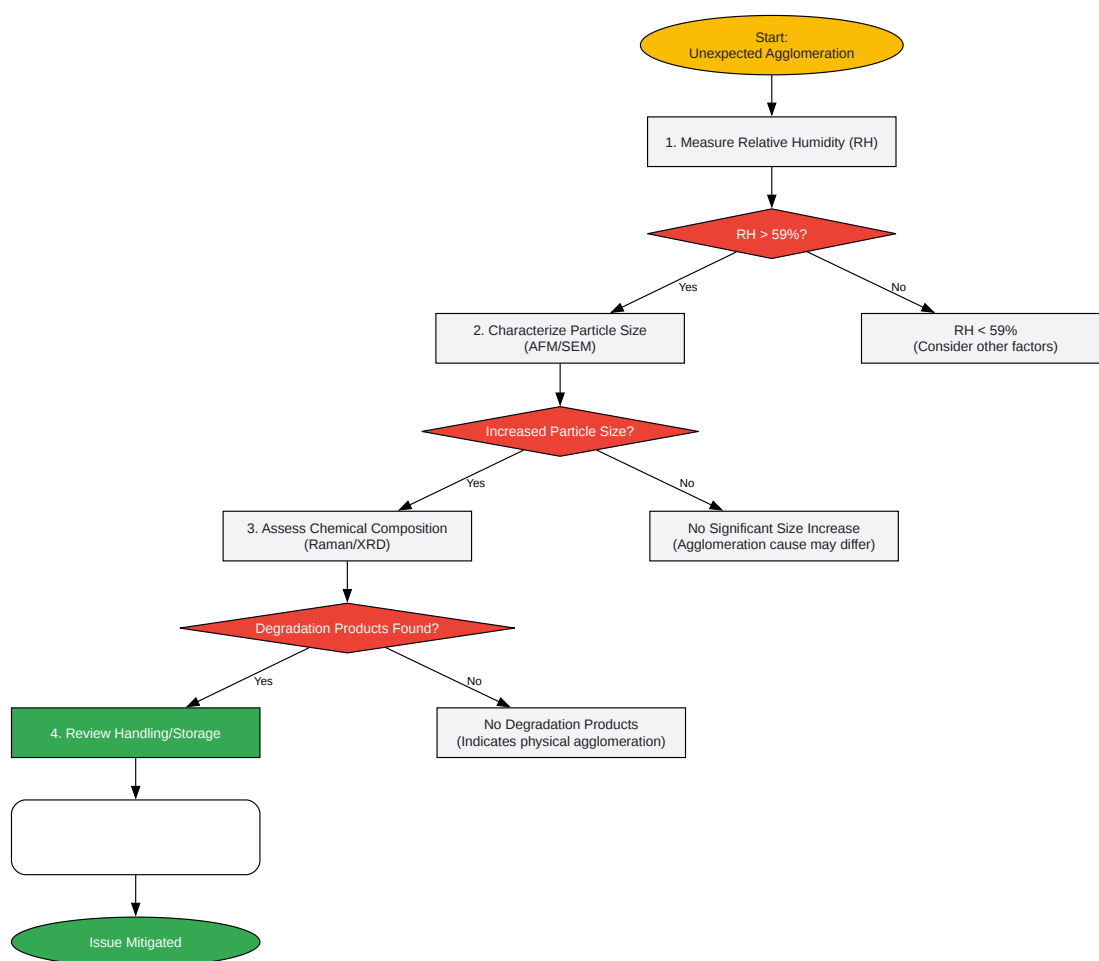 Start:
Unexpected Agglomeration
1. Measure Relative Humidity (RH)
RH > 59%?
Yes
No
2. Characterize Particle Size
(AFM/SEM)
RH < 59%
(Consider other factors)
Increased Particle Size?
Yes
No
3. Assess Chemical Composition
(Raman/XRD)
No Significant Size Increase
(Agglomeration cause may differ)
Degradation Products Found?
Yes
No
4. Review Handling/Storage
No Degradation Products
(Indicates physical agglomeration)
Issue Mitigated